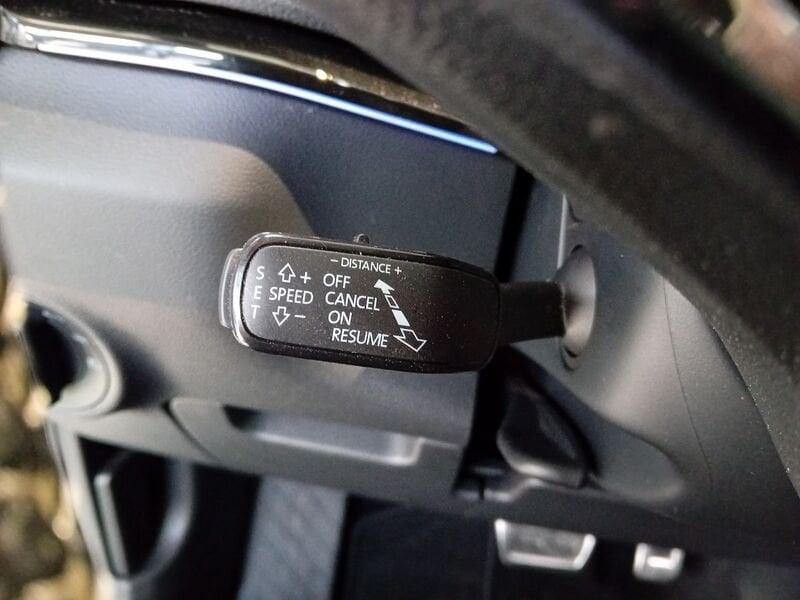 - DISTANCE +
S ⇧+ OFF
E SPEED CANCEL
T ⇩- ON
RESUME